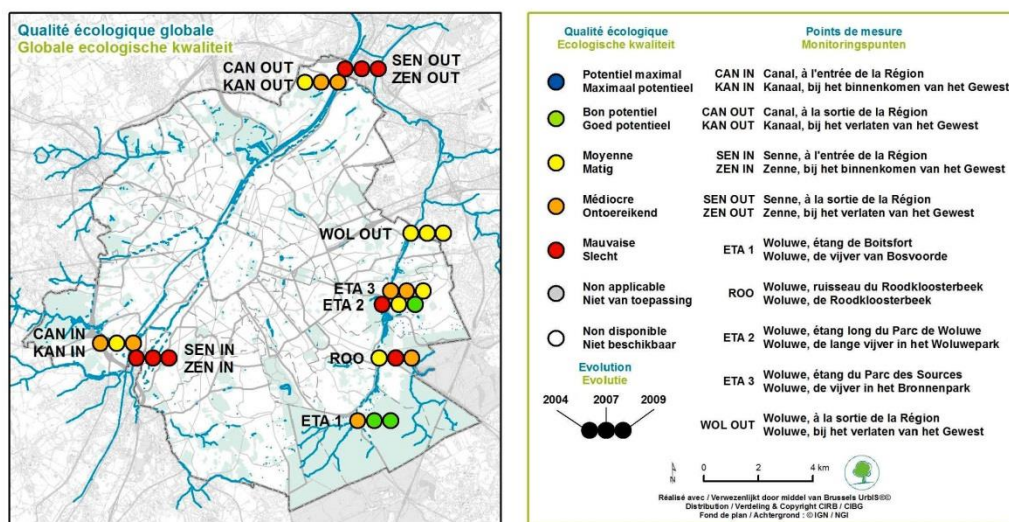 Qualité écologique globale
Globale ecologische kwaliteit
CAN OUT
KAN OUT
SEN OUT
ZEN OUT
WOL OUT
ETA 3
ETA 2
CAN IN
KAN IN
SEN IN
ZEN IN
ROO
ETA 1
Qualité écologique
Ecologische kwaliteit
Points de mesure
Monitoringspunten
Potentiel maximal
Maximaal potentieel
CAN IN Canal, à l'entrée de la Région
KAN IN Kanaal, bij het binnenkomen van het Gewest
Bon potentiel
Goed potentieel
CAN OUT Canal, à la sortie de la Région
KAN OUT Kanaal, bij het verlaten van het Gewest
Moyenne
Matig
SEN IN Senne, à l'entrée de la Région
ZEN IN Zenne, bij het binnenkomen van het Gewest
Médiocre
Ontoereikend
SEN OUT Senne, à la sortie de la Région
ZEN OUT Zenne, bij het verlaten van het Gewest
Mauvaise
Slecht
ETA 1 Woluwe, étang de Boitsfort
Woluwe, de vijver van Bosvoorde
Non applicable
Niet van toepassing
ROO Woluwe, ruisseau du Roodkloosterbeek
Woluwe, de Roodkloosterbeek
Non disponible
Niet beschikbaar
ETA 2 Woluwe, étang long du Parc de Woluwe
Woluwe, de lange vijver in het Woluwepark
Evolution
Evolutie
2004 2007 2009
ETA 3 Woluwe, étang du Parc des Sources
Woluwe, de vijver in het Bronnenpark
WOL OUT Woluwe, à la sortie de la Région
Woluwe, bij het verlaten van het Gewest
N
0 2 4 km
Réalisé avec / Verwezenlijkt door middel van Brussels UrbIS®©
Distribution / Verdeling & Copyright CIRB / CIBG
Fond de plan / Achtergrond : © IGN / NGI